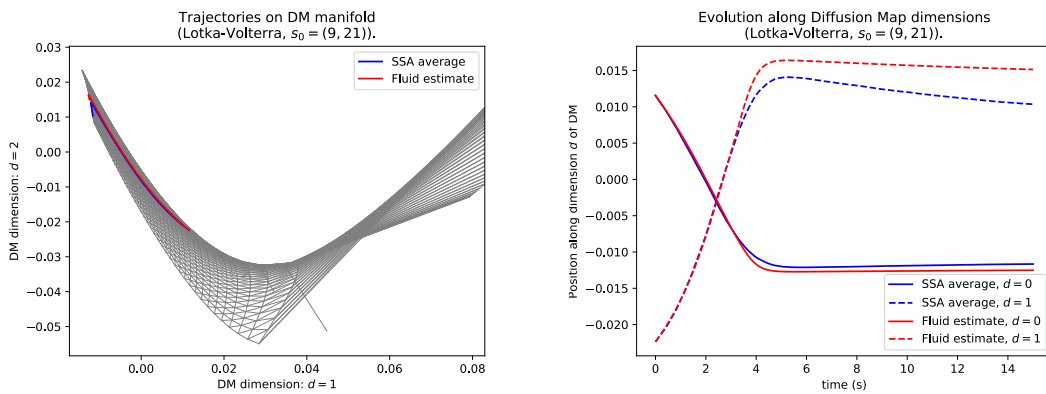 Trajectories on DM manifold
(Lotka-Volterra, s₀ = (9, 21)).
0.03
0.02
0.01
0.00
−0.01
−0.02
−0.03
−0.04
−0.05
DM dimension: d = 2
SSA average
Fluid estimate
0.00
0.02
0.04
0.06
0.08
DM dimension: d = 1
Evolution along Diffusion Map dimensions
(Lotka-Volterra, s₀ = (9, 21)).
0.015
0.010
0.005
0.000
−0.005
−0.010
−0.015
−0.020
Position along dimension d of DM
SSA average, d = 0
SSA average, d = 1
Fluid estimate, d = 0
Fluid estimate, d = 1
0
2
4
6
8
10
12
14
time (s)